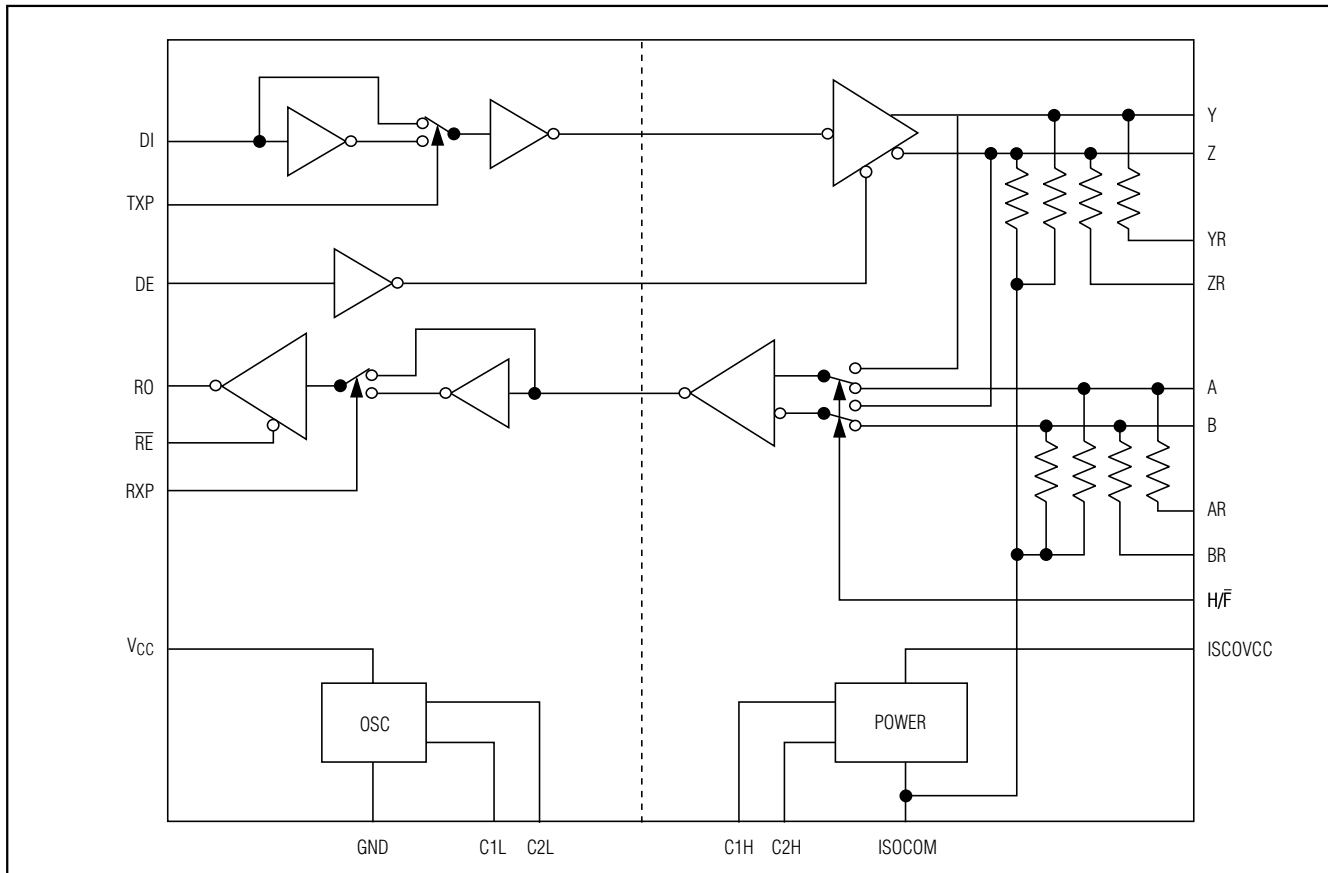 DI
TXP
DE
RO
RE
RXP
VCC
Y
Z
YR
ZR
A
B
AR
BR
H/F
ISCOVCC
OSC
POWER
GND
C1L
C2L
C1H
C2H
ISOCOM